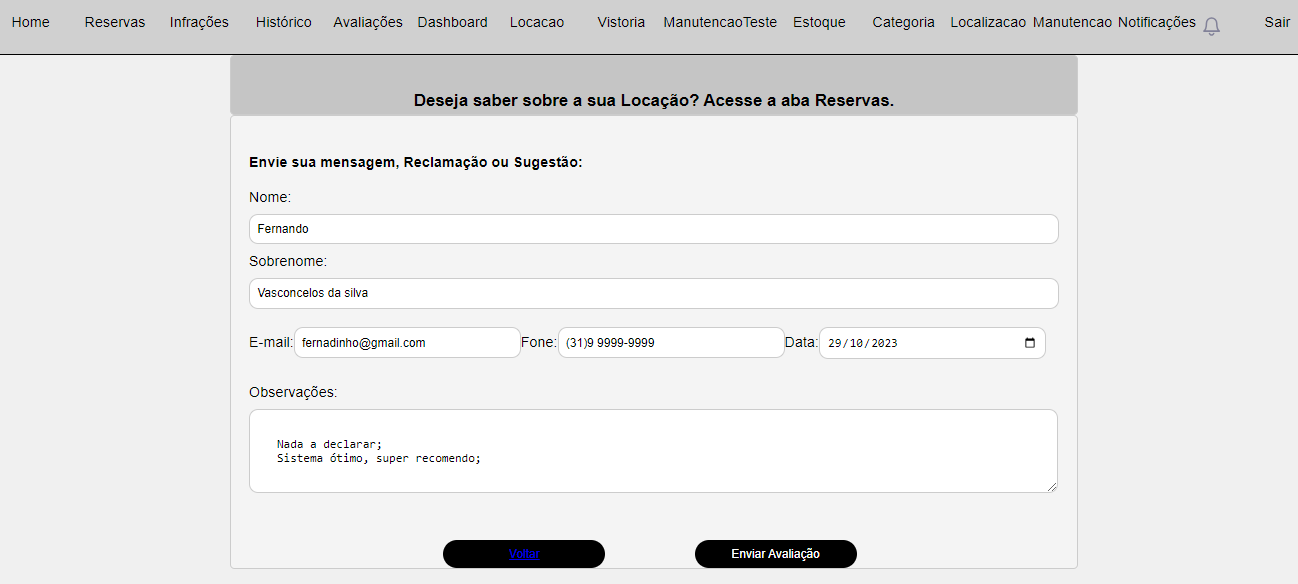 Home Reservas Infrações Histórico Avaliações Dashboard Locacao Vistoria ManutencaoTeste Estoque Categoria Localizacao Manutencao Notificações Sair
Deseja saber sobre a sua Locação? Acesse a aba Reservas.
Envie sua mensagem, Reclamação ou Sugestão:
Nome:
Fernando
Sobrenome:
Vasconcelos da silva
E-mail: fernadinho@gmail.com Fone: (31)9 9999-9999 Data: 29/10/2023
Observações:
Nada a declarar;
Sistema ótimo, super recomendo;
Voltar Enviar Avaliação